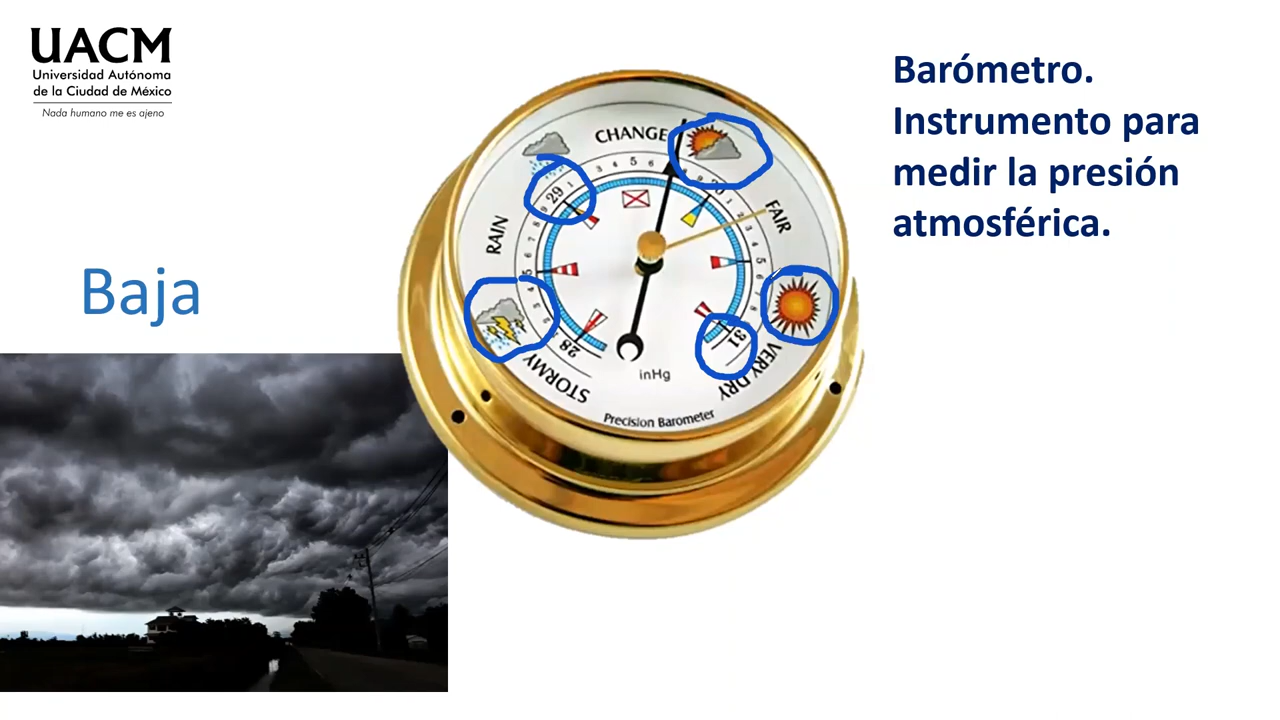 UACM
Universidad Autónoma
de la Ciudad de México
Nada humano me es ajeno
Barómetro.
Instrumento para
medir la presión
atmosférica.
Baja
CHANGE
FAIR
RAIN
STORMY
VERY DRY
28
29
31
inHg
Precision Barometer